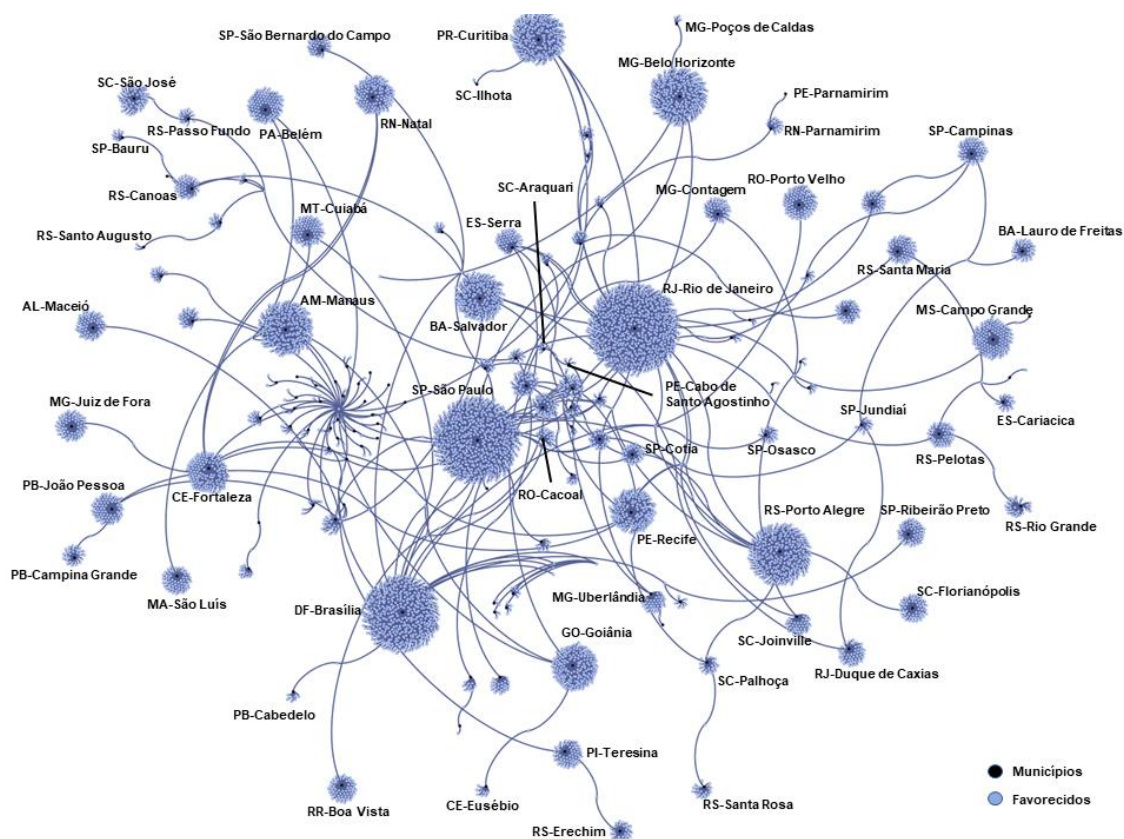 SP-São Bernardo do Campo
PR-Curitiba
MG-Poços de Caldas
MG-Belo Horizonte
SC-São José
SC-Ilhota
PE-Parnamirim
RS-Passo Fundo
PA-Belém
RN-Natal
RN-Parnamirim
SP-Campinas
SP-Bauru
RS-Canoas
SC-Araquari
MG-Contagem
RO-Porto Velho
MT-Cuiabá
ES-Serra
BA-Lauro de Freitas
RS-Santo Augusto
RJ-Rio de Janeiro
RS-Santa Maria
AL-Maceió
AM-Manaus
BA-Salvador
MS-Campo Grande
SP-São Paulo
PE-Cabo de
Santo Agostinho
MG-Juiz de Fora
SP-Jundiaí
ES-Cariacica
SP-Cotia
SP-Osasco
RS-Pelotas
PB-João Pessoa
CE-Fortaleza
RO-Cacoal
RS-Porto Alegre
SP-Ribeirão Preto
RS-Rio Grande
PE-Recife
PB-Campina Grande
MA-São Luís
DF-Brasília
MG-Uberlândia
SC-Florianópolis
GO-Goiânia
SC-Joinville
SC-Palhoça
RJ-Duque de Caxias
PB-Cabedelo
PI-Teresina
RR-Boa Vista
CE-Eusébio
RS-Santa Rosa
RS-Erechim
Municípios
Favorecidos